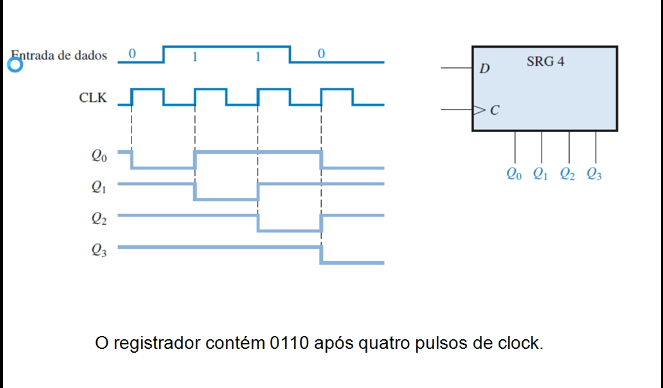 Entrada de dados 0 1 1 0
CLK
Q0
Q1
Q2
Q3
SRG 4
D
C
Q0 Q1 Q2 Q3
O registrador contém 0110 após quatro pulsos de clock.